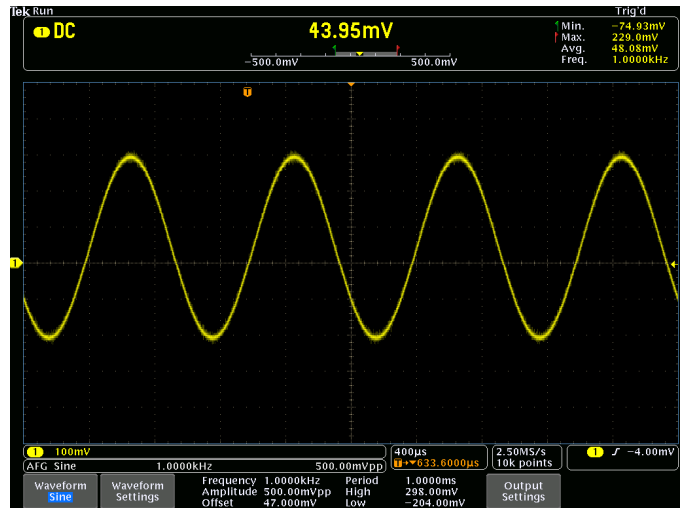 Tek Run Trig'd
1 DC 43.95mV
Min. -74.93mV
Max. 229.0mV
Avg. 48.08mV
Freq. 1.0000kHz
-500.0mV 500.0mV
T
1
1 100mV
AFG Sine 1.0000kHz 500.00mVpp
400µs
T→▼633.6000µs
2.50MS/s
10k points
1 ∫ -4.00mV
Waveform
Sine
Waveform
Settings
Frequency 1.0000kHz
Amplitude 500.00mVpp
Offset 47.000mV
Period 1.0000ms
High 298.00mV
Low -204.00mV
Output
Settings